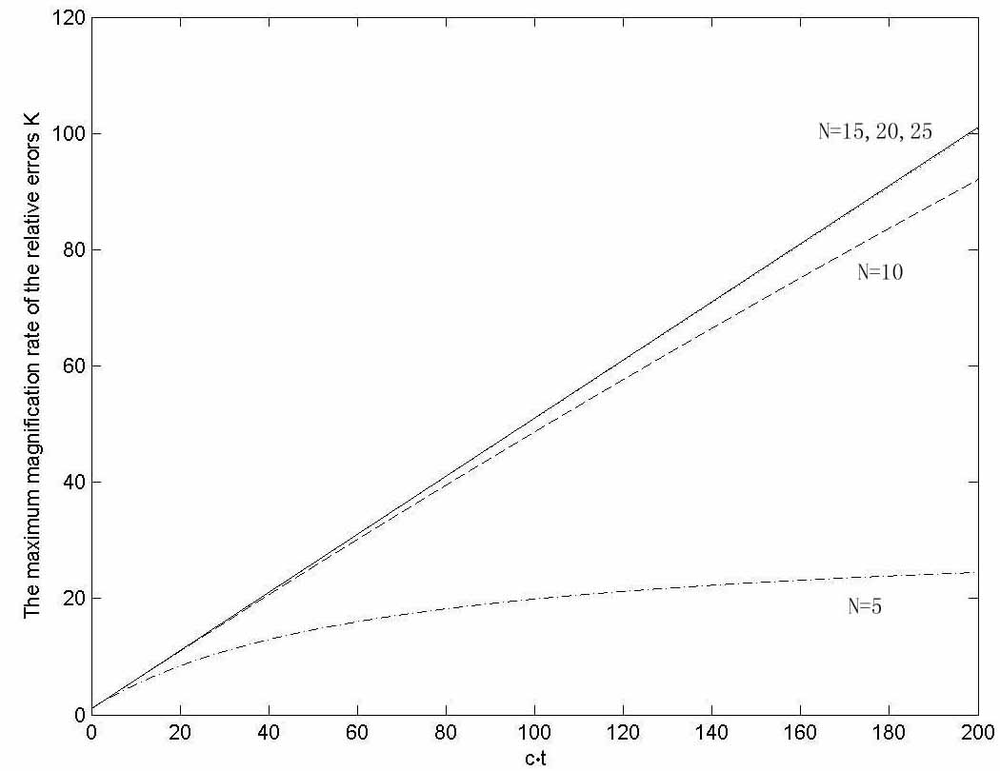 120
100
80
60
40
20
0
The maximum magnification rate of the relative errors K
N=15, 20, 25
N=10
N=5
0 20 40 60 80 100 120 140 160 180 200
c·t